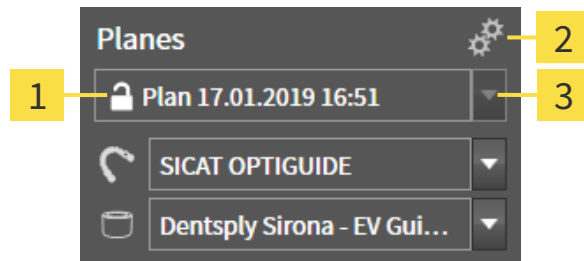 Planes
2
1
Plan 17.01.2019 16:51
3
SICAT OPTIGUIDE
Dentsply Sirona - EV Gui...